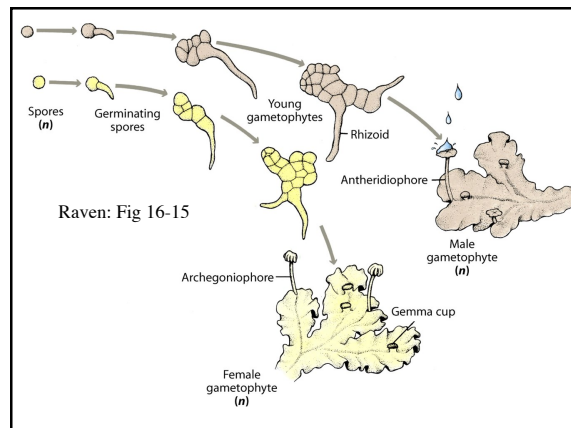 Spores
(n)
Germinating
spores
Young
gametophytes
Rhizoid
Antheridiophore
Raven: Fig 16-15
Male
gametophyte
(n)
Archegoniophore
Gemma cup
Female
gametophyte
(n)